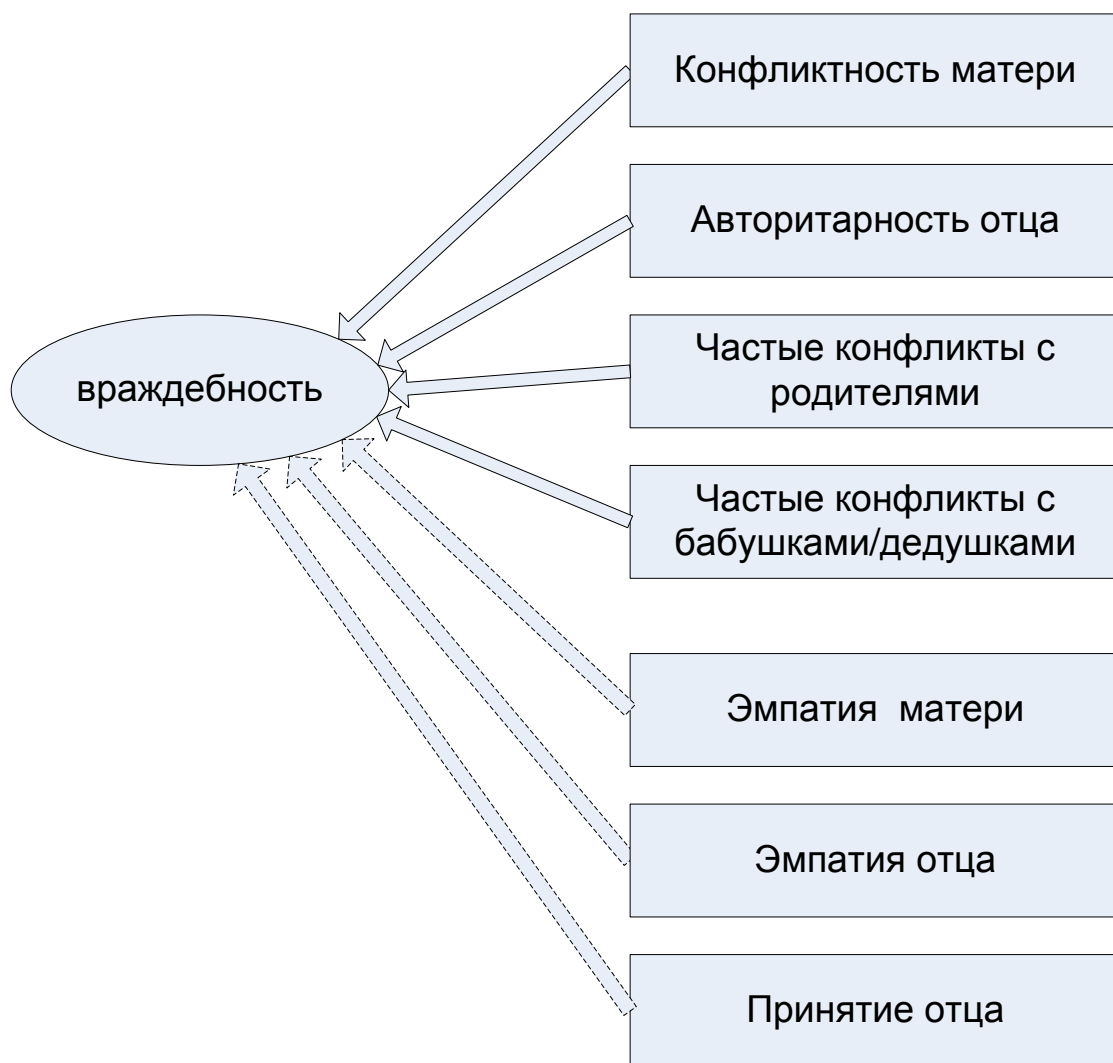 Конфликтность матери
Авторитарность отца
Частые конфликты с
родителями
враждебность
Частые конфликты с
бабушками/дедушками
Эмпатия  матери
Эмпатия отца
Принятие отца